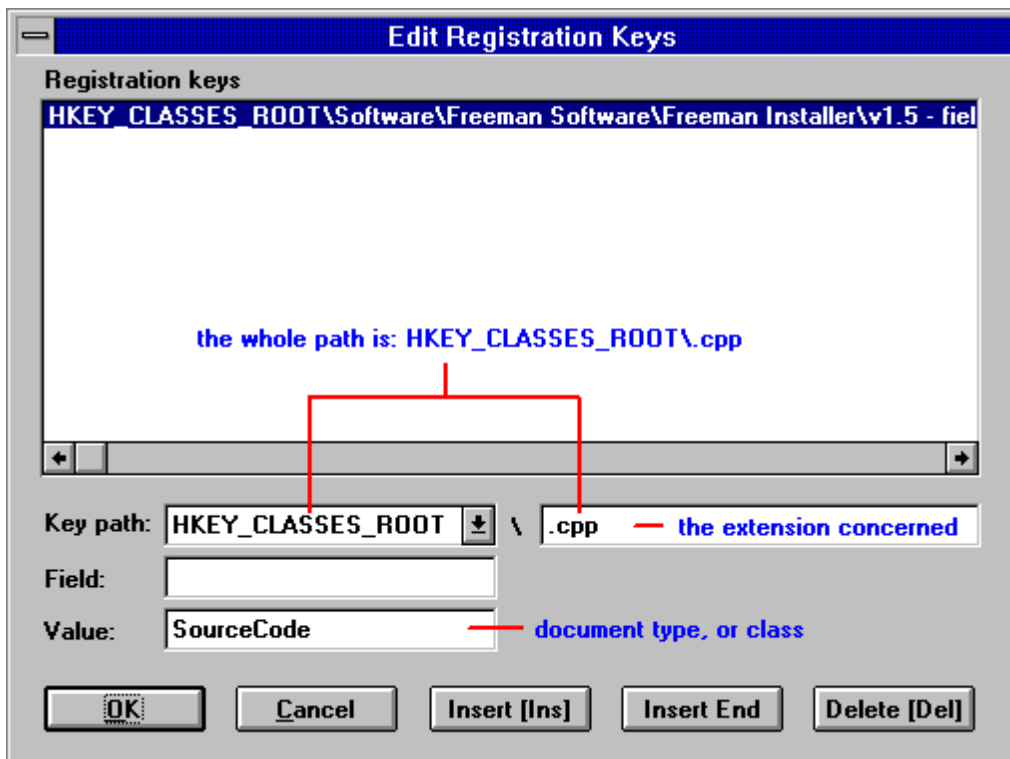 Edit Registration Keys
Registration keys
HKEY_CLASSES_ROOT\Software\Freeman Software\Freeman Installer\v1.5 - fiel
the whole path is: HKEY_CLASSES_ROOT\.cpp
Key path: HKEY_CLASSES_ROOT \ .cpp the extension concerned
Field:
Value: SourceCode document type, or class
OK Cancel Insert [Ins] Insert End Delete [Del]